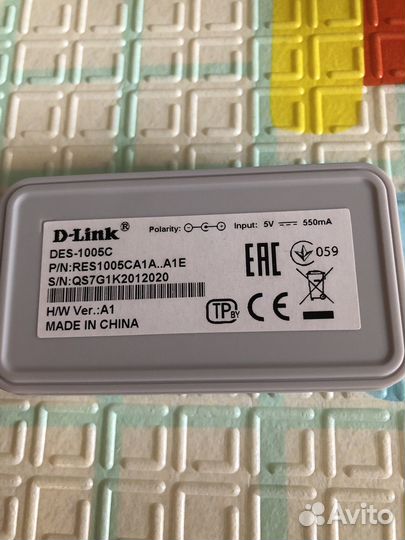 D-Link®
Polarity: Input: 5V 550mA
DES-1005C
P/N:RES1005CA1A..A1E
S/N:QS7G1K2012020
H/W Ver.:A1
MADE IN CHINA
EAC
059
TP BY
Avito